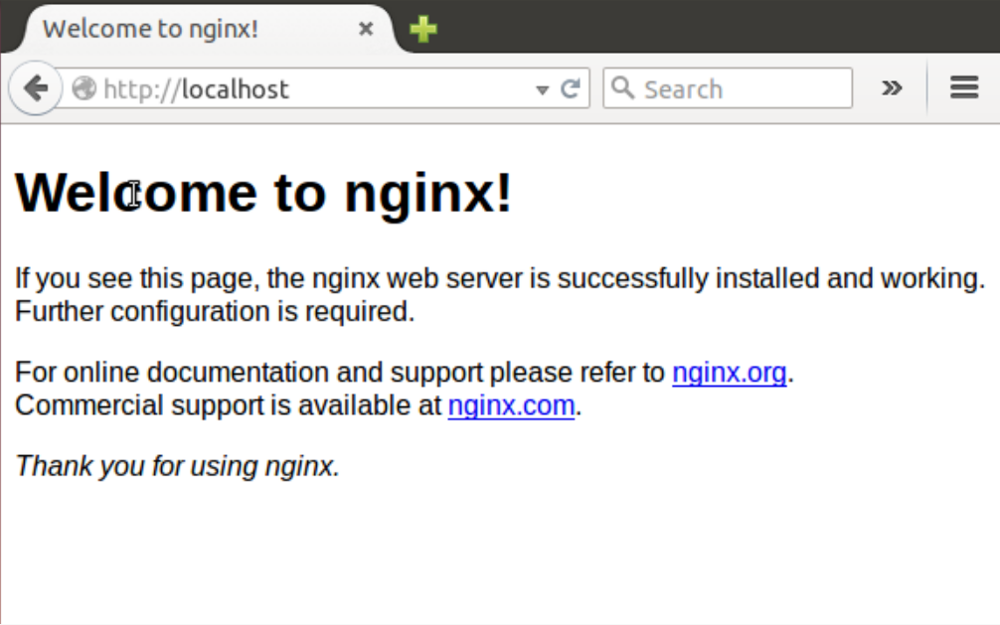 Welcome to nginx!
http://localhost
Search
Welcome to nginx!
If you see this page, the nginx web server is successfully installed and working.
Further configuration is required.
For online documentation and support please refer to nginx.org.
Commercial support is available at nginx.com.
Thank you for using nginx.